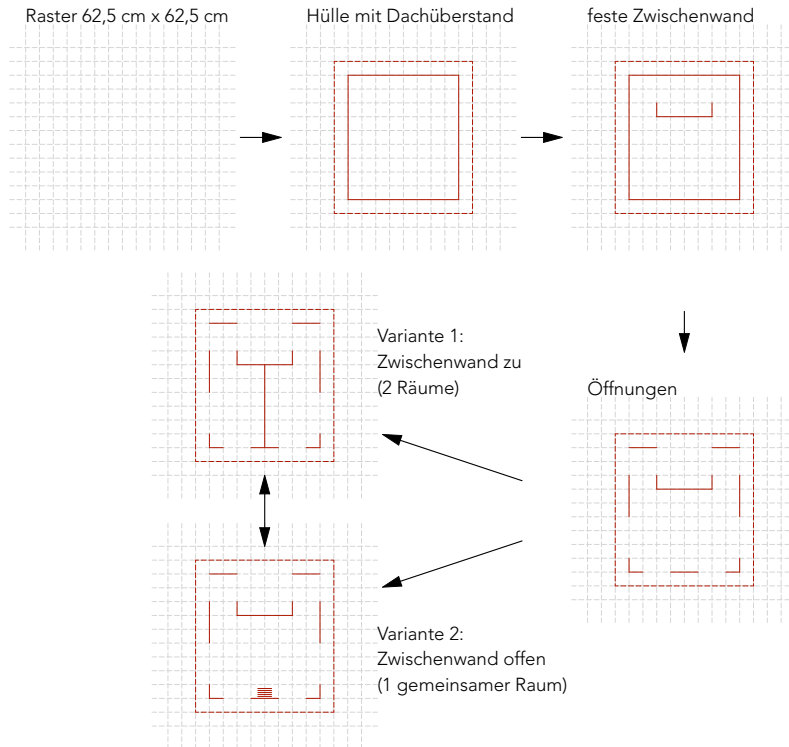 Raster 62,5 cm x 62,5 cm
Hülle mit Dachüberstand
feste Zwischenwand
Variante 1:
Zwischenwand zu
(2 Räume)
Öffnungen
Variante 2:
Zwischenwand offen
(1 gemeinsamer Raum)